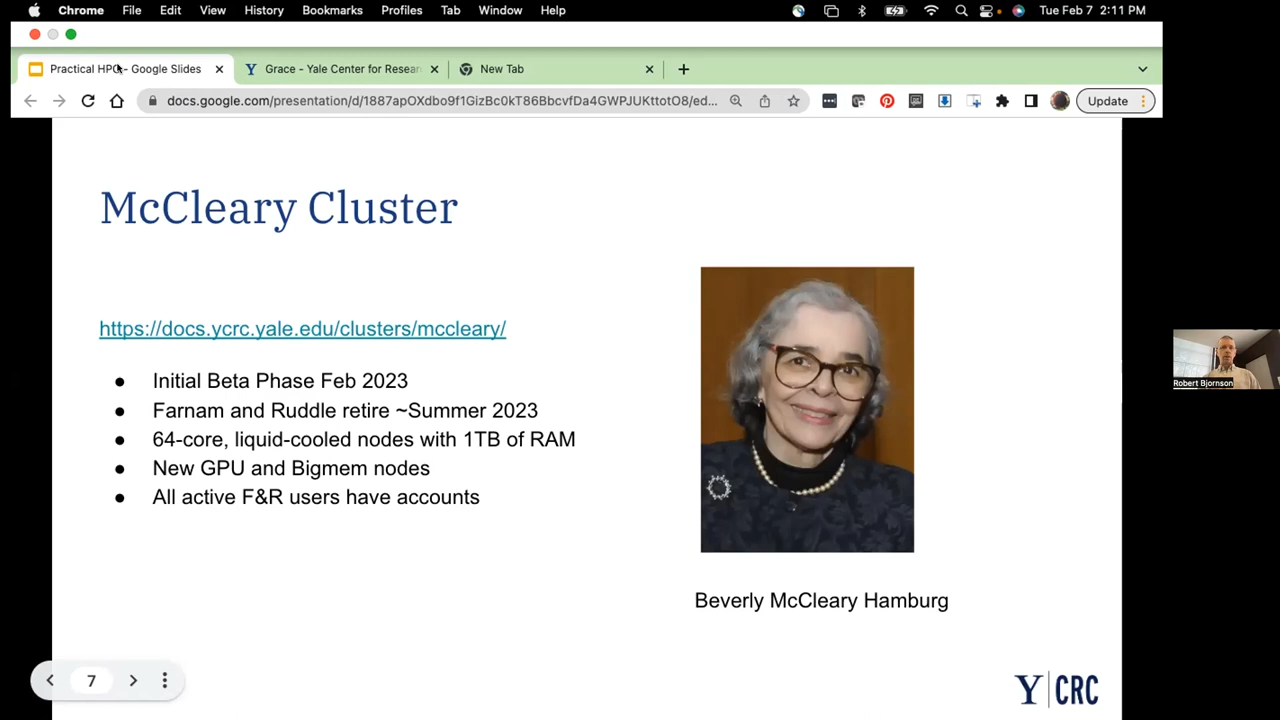 Chrome File Edit View History Bookmarks Profiles Tab Window Help Tue Feb 7 2:11 PM
Practical HPC - Google Slides Grace - Yale Center for Resear New Tab
docs.google.com/presentation/d/1887apOXdbo9f1GizBc0kT86BbcvfDa4GWPJUKttotO8/ed... Update
McCleary Cluster
https://docs.ycrc.yale.edu/clusters/mccleary/
● Initial Beta Phase Feb 2023
● Farnam and Ruddle retire ~Summer 2023
● 64-core, liquid-cooled nodes with 1TB of RAM
● New GPU and Bigmem nodes
● All active F&R users have accounts
Beverly McCleary Hamburg
Robert Bjornson
7
Y CRC